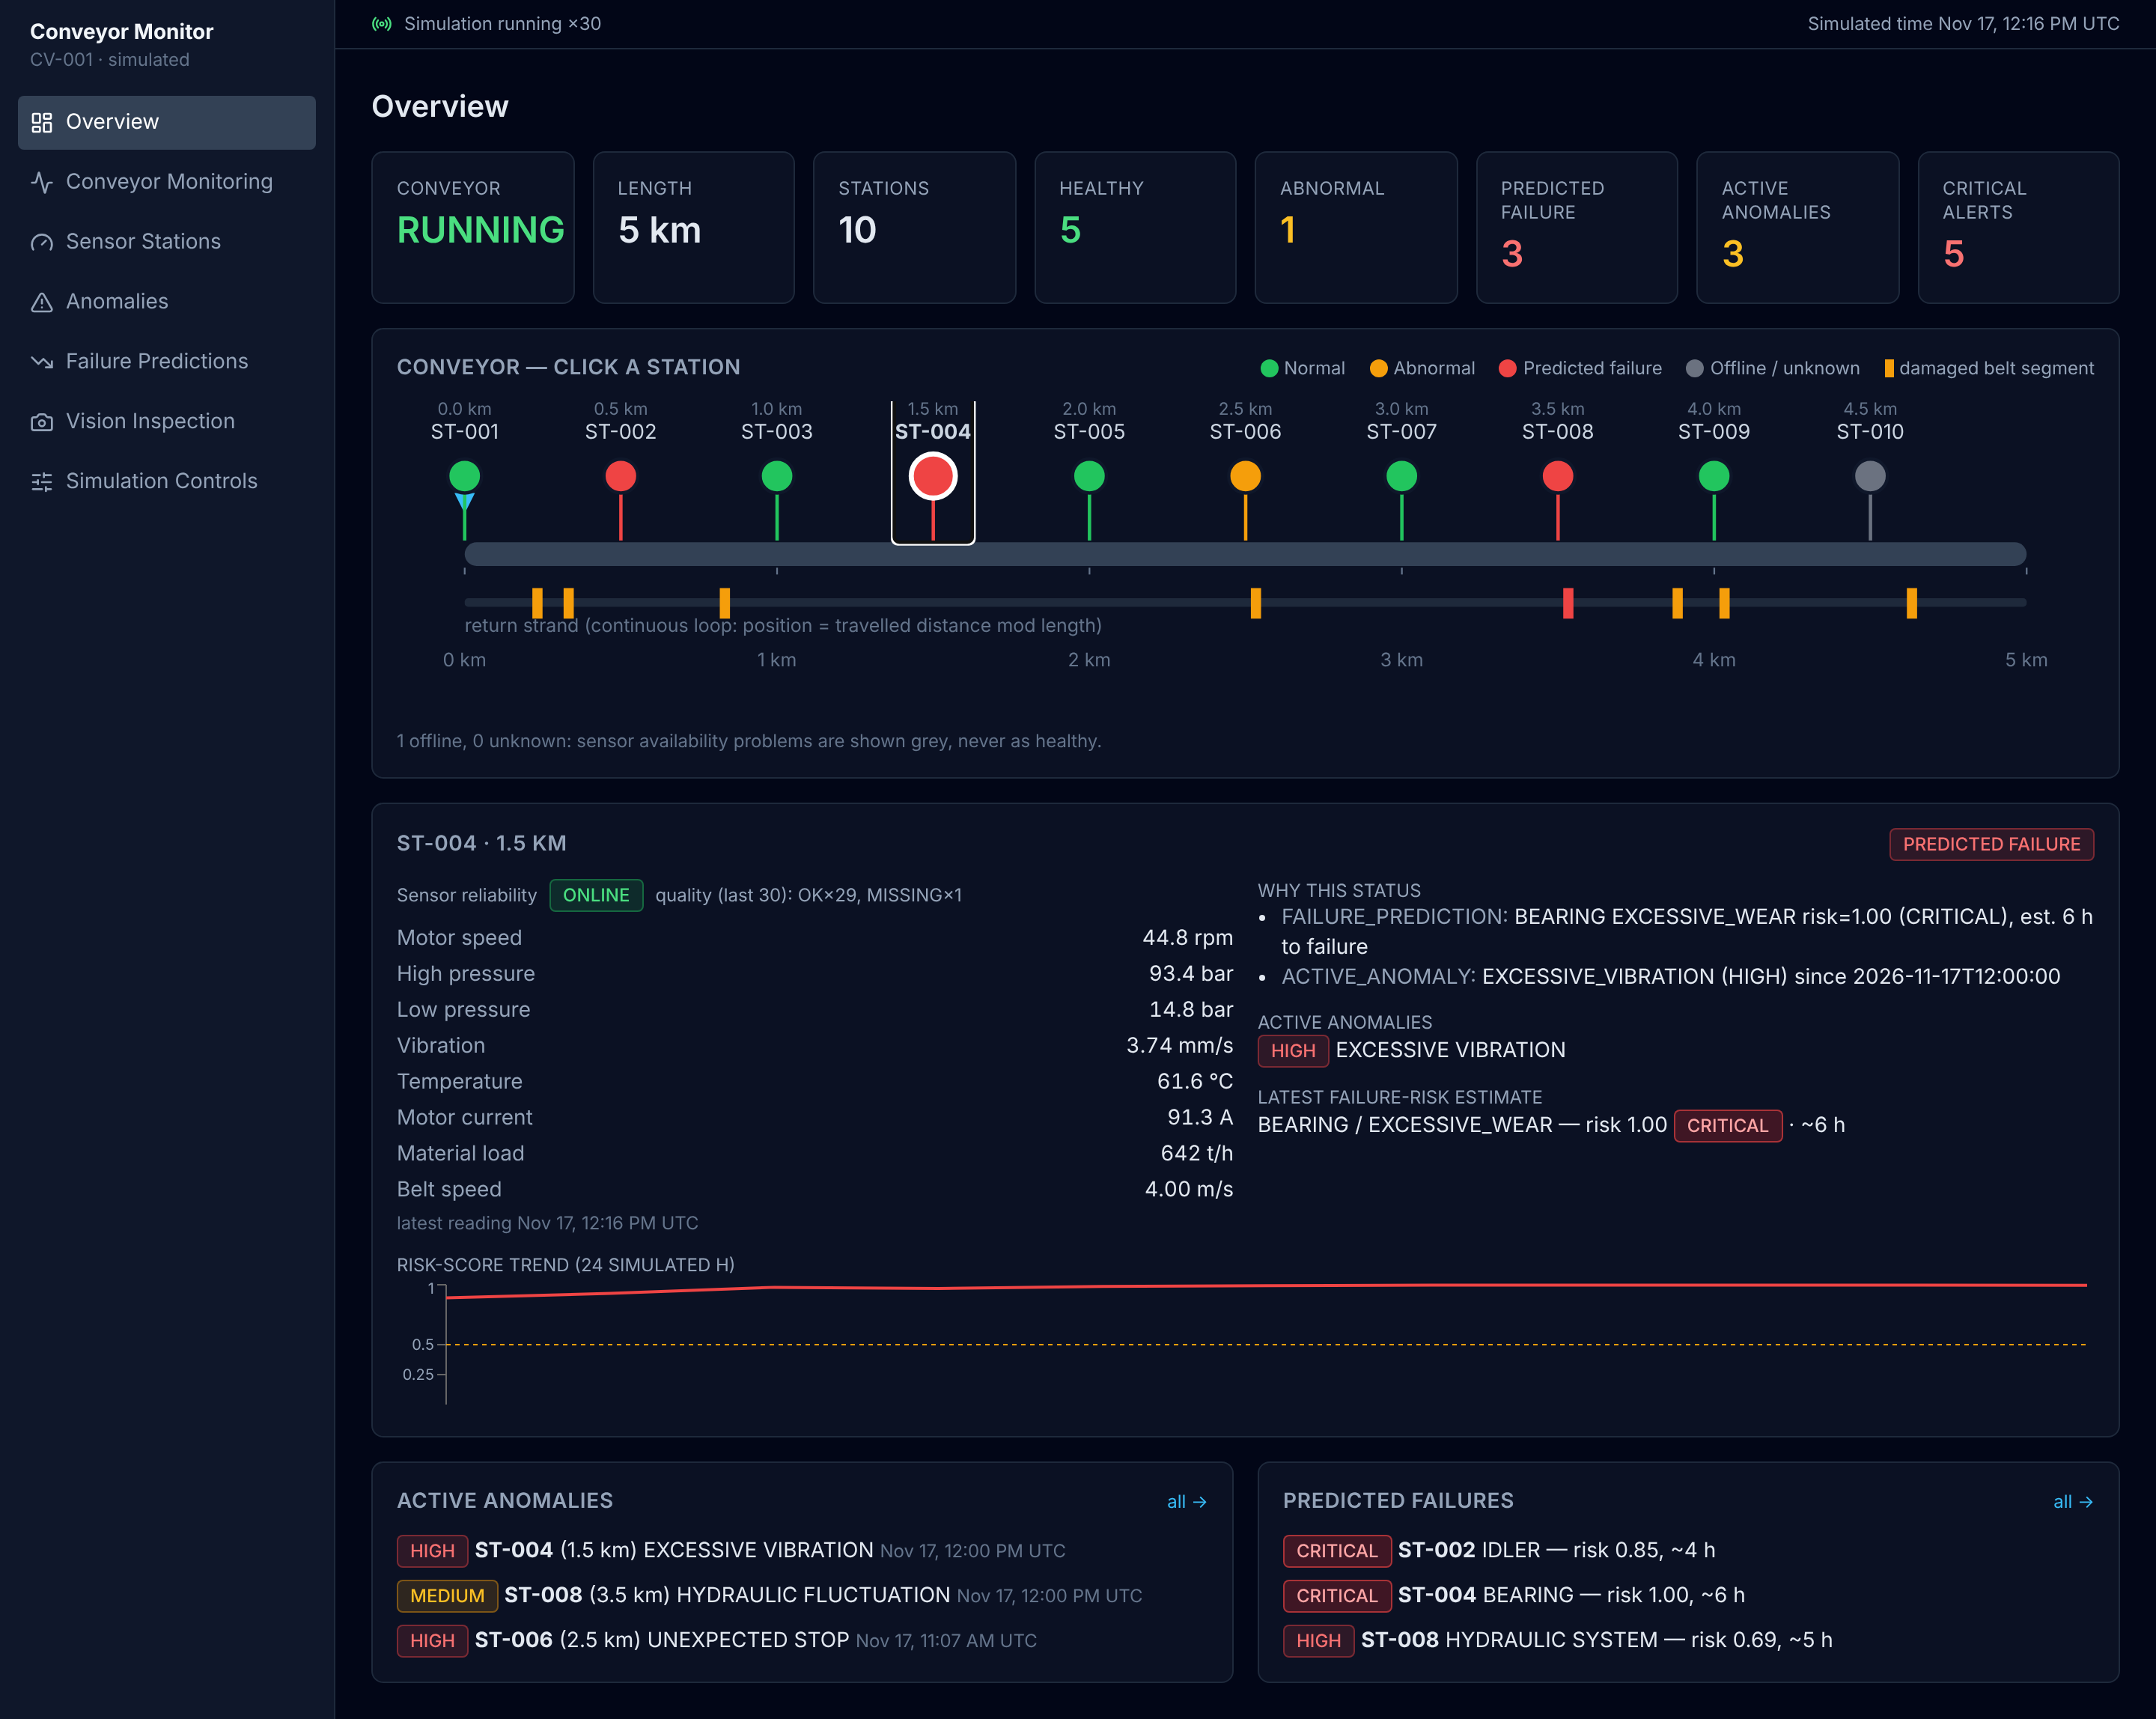 Conveyor Monitor
CV-001 · simulated
Overview
Conveyor Monitoring
Sensor Stations
Anomalies
Failure Predictions
Vision Inspection
Simulation Controls
Simulation running ×30
Simulated time Nov 17, 12:16 PM UTC
Overview
CONVEYOR
RUNNING
LENGTH
5 km
STATIONS
10
HEALTHY
5
ABNORMAL
1
PREDICTED
FAILURE
3
ACTIVE
ANOMALIES
3
CRITICAL
ALERTS
5
CONVEYOR — CLICK A STATION
Normal Abnormal Predicted failure Offline / unknown damaged belt segment
0.0 km 0.5 km 1.0 km 1.5 km 2.0 km 2.5 km 3.0 km 3.5 km 4.0 km 4.5 km
ST-001 ST-002 ST-003 ST-004 ST-005 ST-006 ST-007 ST-008 ST-009 ST-010
return strand (continuous loop: position = travelled distance mod length)
0 km 1 km 2 km 3 km 4 km 5 km
1 offline, 0 unknown: sensor availability problems are shown grey, never as healthy.
ST-004 · 1.5 KM
PREDICTED FAILURE
Sensor reliability ONLINE quality (last 30): OK×29, MISSING×1
Motor speed 44.8 rpm
High pressure 93.4 bar
Low pressure 14.8 bar
Vibration 3.74 mm/s
Temperature 61.6 °C
Motor current 91.3 A
Material load 642 t/h
Belt speed 4.00 m/s
latest reading Nov 17, 12:16 PM UTC
WHY THIS STATUS
• FAILURE_PREDICTION: BEARING EXCESSIVE_WEAR risk=1.00 (CRITICAL), est. 6 h
to failure
• ACTIVE_ANOMALY: EXCESSIVE_VIBRATION (HIGH) since 2026-11-17T12:00:00
ACTIVE ANOMALIES
HIGH EXCESSIVE VIBRATION
LATEST FAILURE-RISK ESTIMATE
BEARING / EXCESSIVE_WEAR — risk 1.00 CRITICAL · ~6 h
RISK-SCORE TREND (24 SIMULATED H)
1
0.5
0.25
ACTIVE ANOMALIES
all →
HIGH ST-004 (1.5 km) EXCESSIVE VIBRATION Nov 17, 12:00 PM UTC
MEDIUM ST-008 (3.5 km) HYDRAULIC FLUCTUATION Nov 17, 12:00 PM UTC
HIGH ST-006 (2.5 km) UNEXPECTED STOP Nov 17, 11:07 AM UTC
PREDICTED FAILURES
all →
CRITICAL ST-002 IDLER — risk 0.85, ~4 h
CRITICAL ST-004 BEARING — risk 1.00, ~6 h
HIGH ST-008 HYDRAULIC SYSTEM — risk 0.69, ~5 h